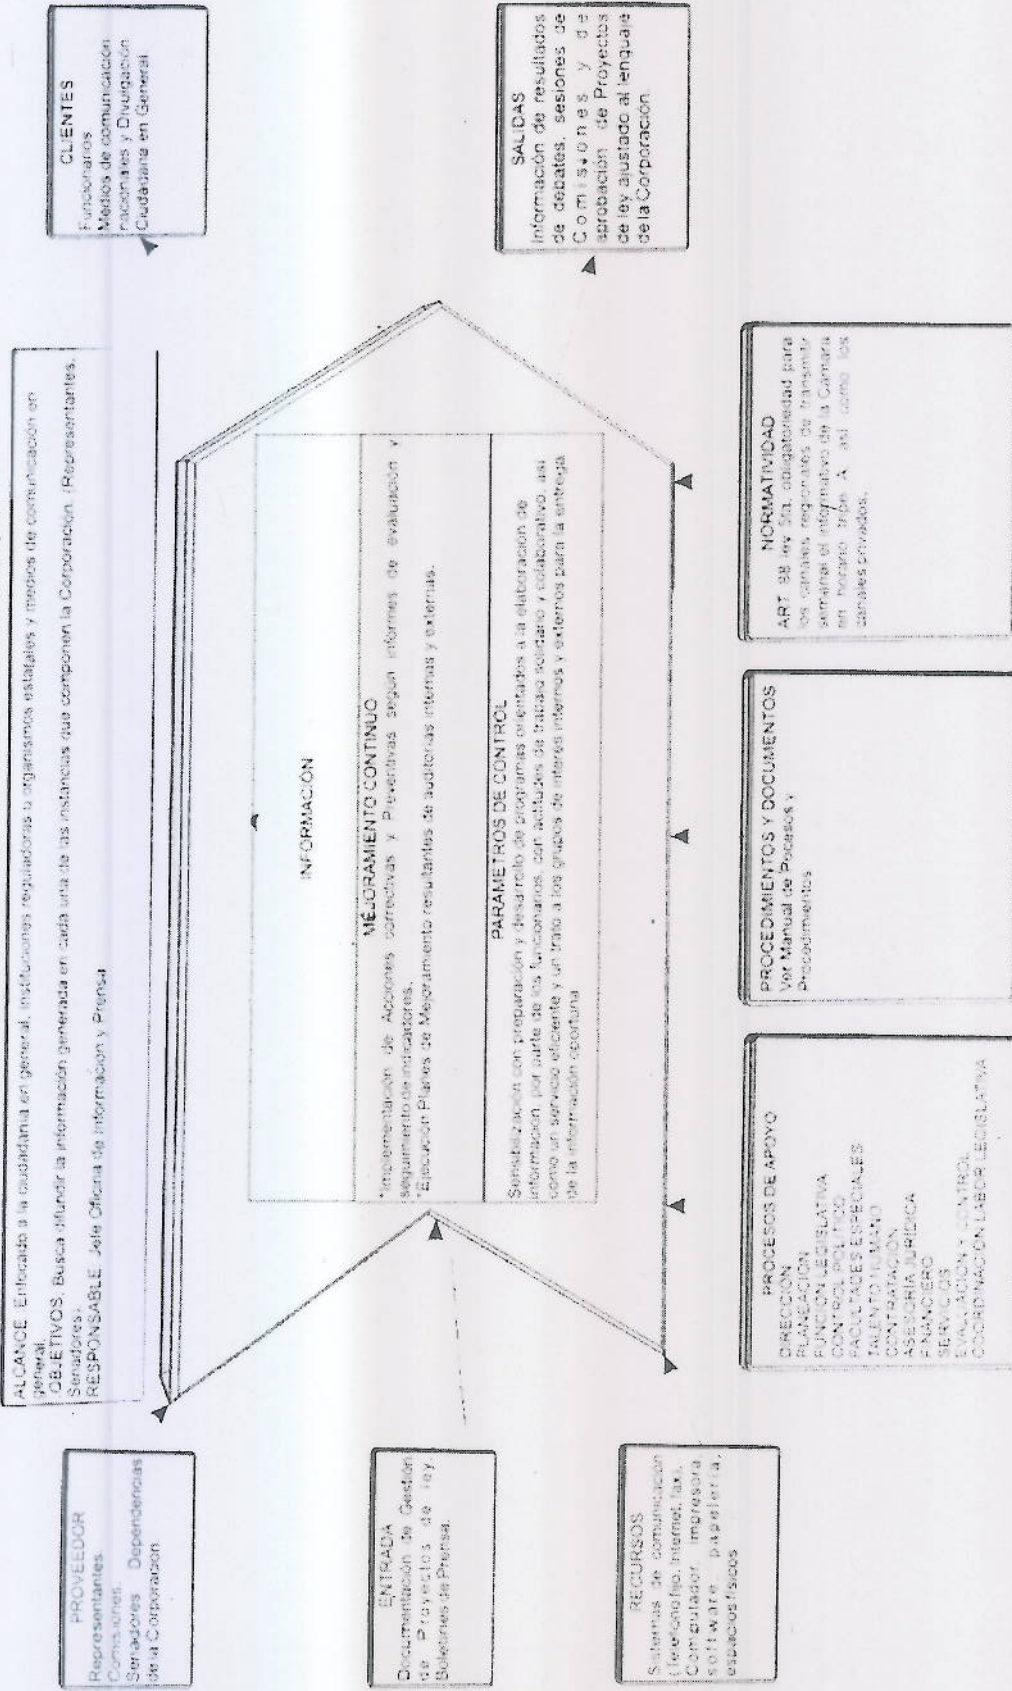 ALCANCE. Enfocado a la ciudadanía en general, instituciones reguladoras u organismos estatales y medios de comunicación en
general.
OBJETIVOS. Busca difundir la información generada en cada una de las instancias que componen la Corporación. (Representantes,
Senadores).
RESPONSABLE. Jefe Oficina de Información y Prensa
PROVEEDOR
Representantes.
Comisiones.
Senadores Dependencias
de la Corporación
ENTRADA
Documentación de Gestión
de Proyectos de ley,
Boletines de Prensa.
RECURSOS
Sistemas de comunicación
(Teléfono fijo, Internet, fax),
Computador, impresora,
software, papelería,
espacios físicos
INFORMACIÓN
MEJORAMIENTO CONTINUO
*Implementación de Acciones correctivas y Preventivas según informes de evaluación y
seguimiento de indicadores.
*Ejecución Planes de Mejoramiento resultantes de auditorías internas y externas.
PARAMETROS DE CONTROL
Sensibilización con preparación y desarrollo de programas orientados a la elaboración de
información, por parte de los funcionarios, con actitudes de trabajo solidario y colaborativo, así
como un servicio eficiente y un trato a los grupos de interés internos y externos para la entrega
de la información oportuna
CLIENTES
Funcionarios
Medios de comunicación
nacionales y Divulgación
Ciudadana en General
SALIDAS
Información de resultados
de debates, sesiones de
Comisiones y de
aprobación de Proyectos
de ley ajustado al lenguaje
de la Corporación.
PROCESOS DE APOYO
DIRECCIÓN
PLANEACIÓN
FUNCIÓN LEGISLATIVA
CONTROL POLÍTICO
FACULTADES ESPECIALES
TALENTO HUMANO
CONTRATACIÓN
ASESORÍA JURÍDICA
FINANCIERO
SERVICIOS
EVALUACIÓN Y CONTROL
COORDINACIÓN LABOR LEGISLATIVA
PROCEDIMIENTOS Y DOCUMENTOS
Ver Manual de Pocesos y
Procedimientos
NORMATIVIDAD
ART. 88 ley 5ta, obligatoriedad para
los canales regionales de transmitir
semanal el informativo de la Cámara
en horario triple A así como los
canales privados.